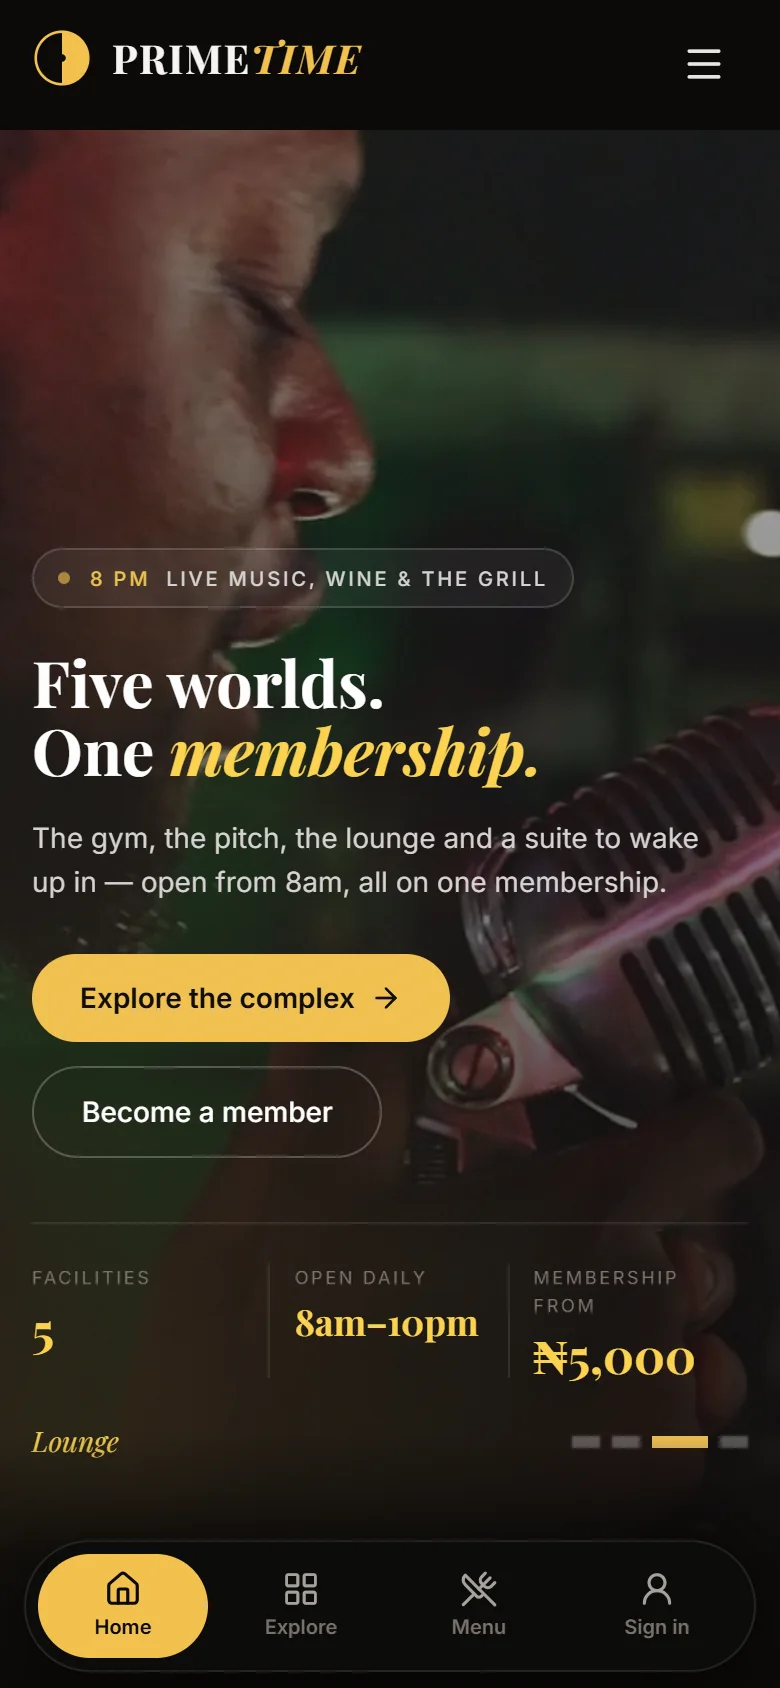 PRIMETIME
8 PM LIVE MUSIC, WINE & THE GRILL
Five worlds.
One membership.
The gym, the pitch, the lounge and a suite to wake
up in — open from 8am, all on one membership.
Explore the complex →
Become a member
FACILITIES
5
OPEN DAILY
8am–10pm
MEMBERSHIP
FROM
₦5,000
Lounge
Home
Explore
Menu
Sign in